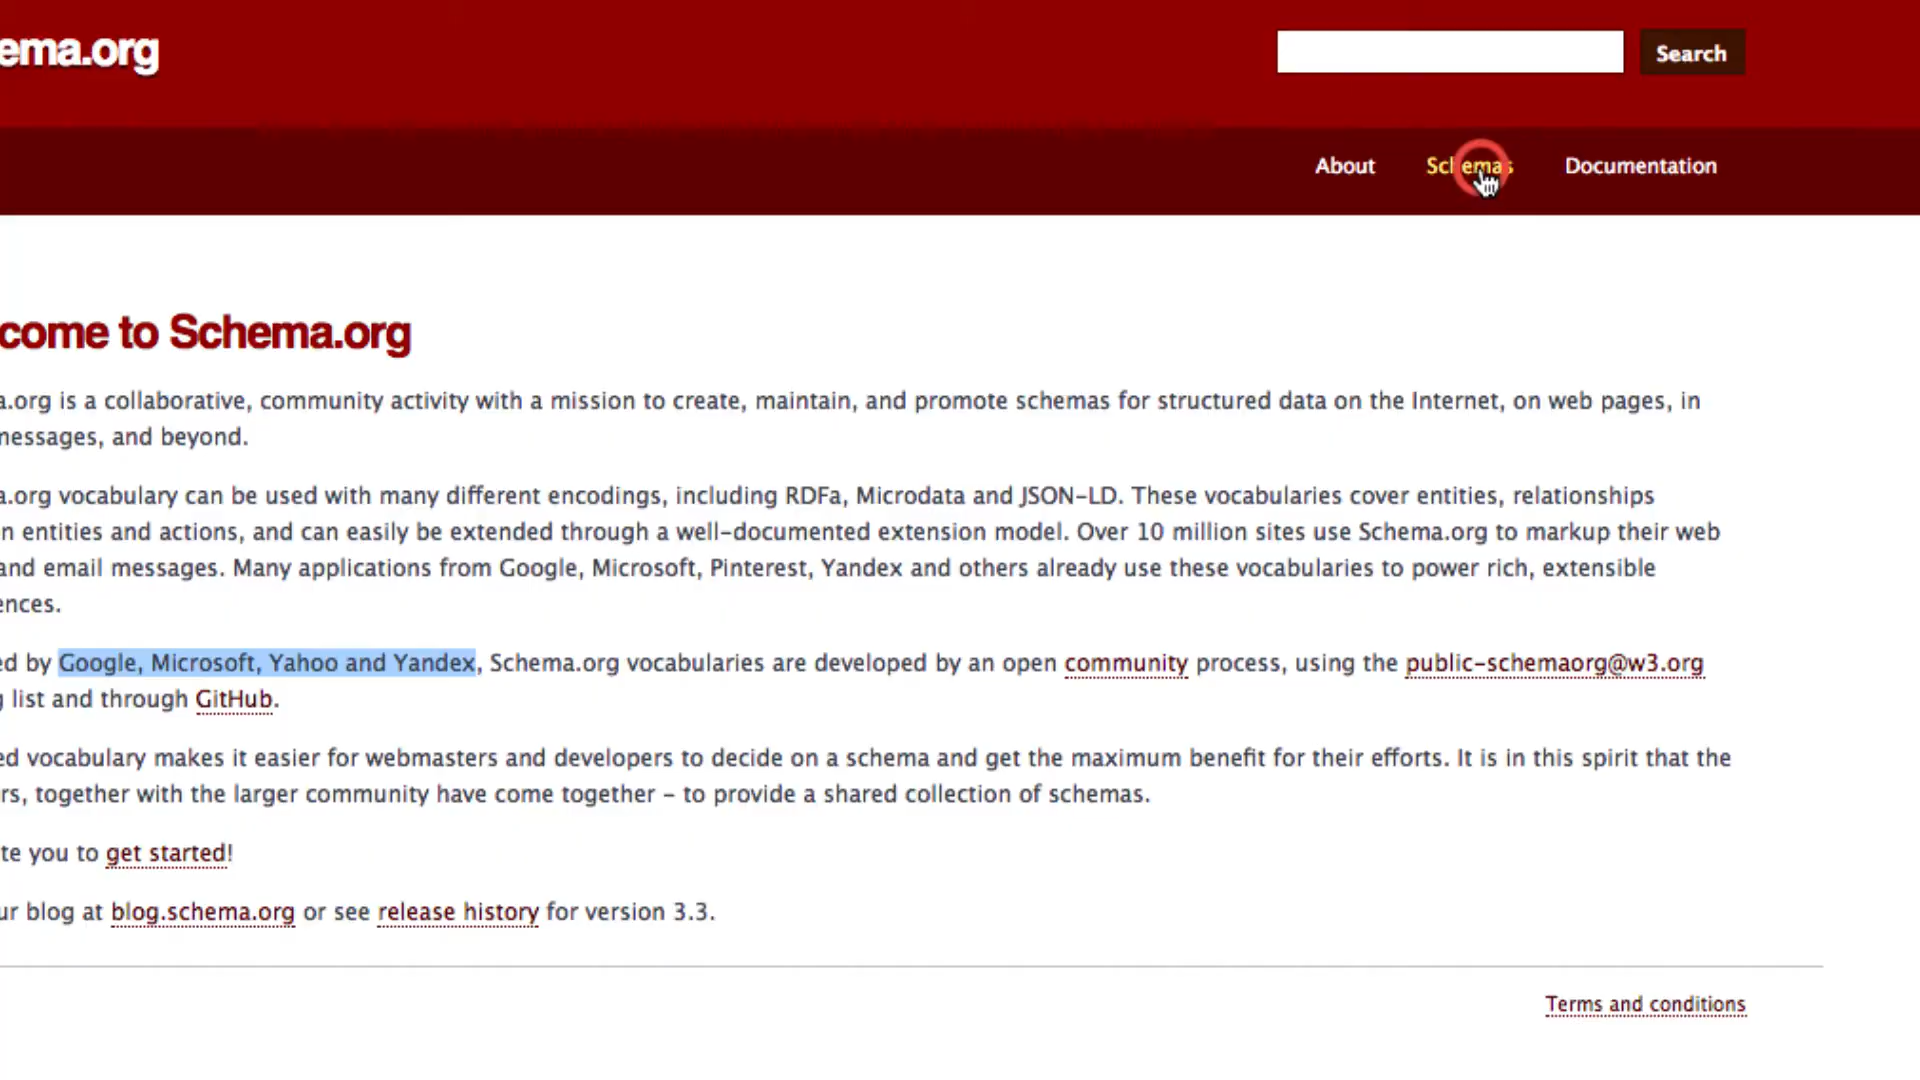 ema.org
Search
About Schemas Documentation
come to Schema.org
a.org is a collaborative, community activity with a mission to create, maintain, and promote schemas for structured data on the Internet, on web pages, in
messages, and beyond.
a.org vocabulary can be used with many different encodings, including RDFa, Microdata and JSON-LD. These vocabularies cover entities, relationships
n entities and actions, and can easily be extended through a well-documented extension model. Over 10 million sites use Schema.org to markup their web
and email messages. Many applications from Google, Microsoft, Pinterest, Yandex and others already use these vocabularies to power rich, extensible
ences.
ed by Google, Microsoft, Yahoo and Yandex, Schema.org vocabularies are developed by an open community process, using the public-schemaorg@w3.org
g list and through GitHub.
ed vocabulary makes it easier for webmasters and developers to decide on a schema and get the maximum benefit for their efforts. It is in this spirit that the
rs, together with the larger community have come together – to provide a shared collection of schemas.
te you to get started!
ur blog at blog.schema.org or see release history for version 3.3.
Terms and conditions